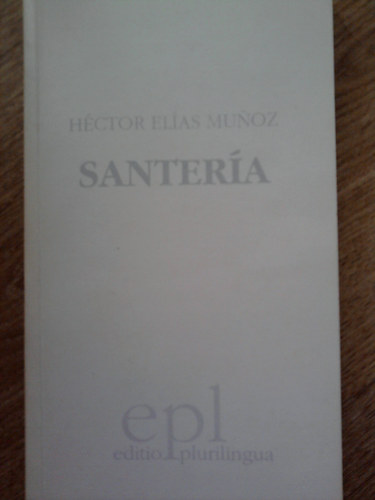 HÉCTOR ELÍAS MUÑOZ
SANTERÍA
epl
editio plurilingua